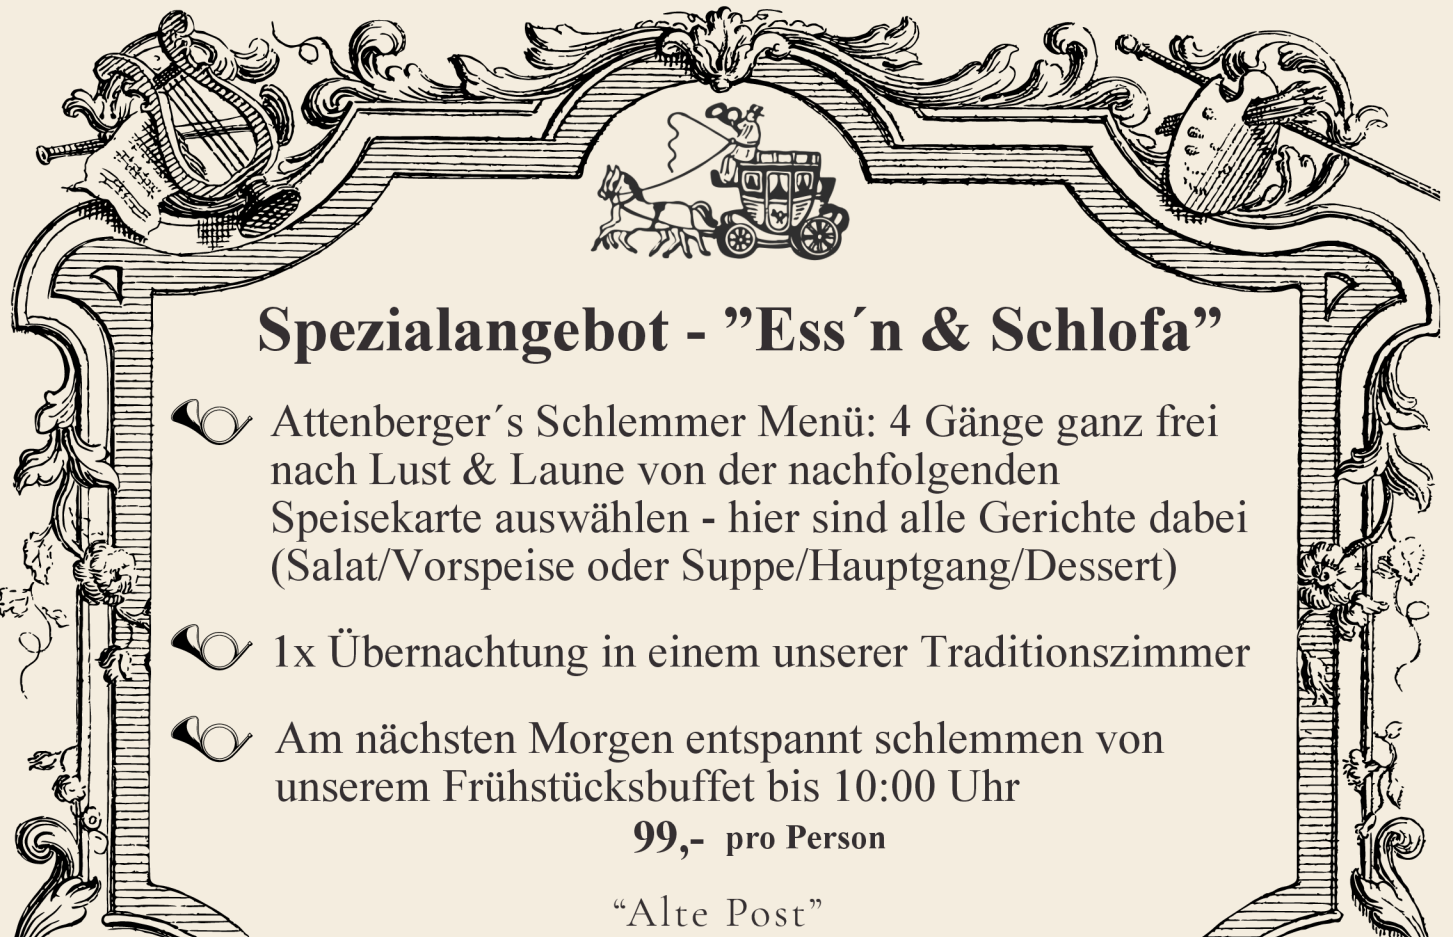 Spezialangebot - ”Ess´n & Schlofa”
Attenberger´s Schlemmer Menü: 4 Gänge ganz frei
nach Lust & Laune von der nachfolgenden
Speisekarte auswählen - hier sind alle Gerichte dabei
(Salat/Vorspeise oder Suppe/Hauptgang/Dessert)
1x Übernachtung in einem unserer Traditionszimmer
Am nächsten Morgen entspannt schlemmen von
unserem Frühstücksbuffet bis 10:00 Uhr
99,- pro Person
“Alte Post”